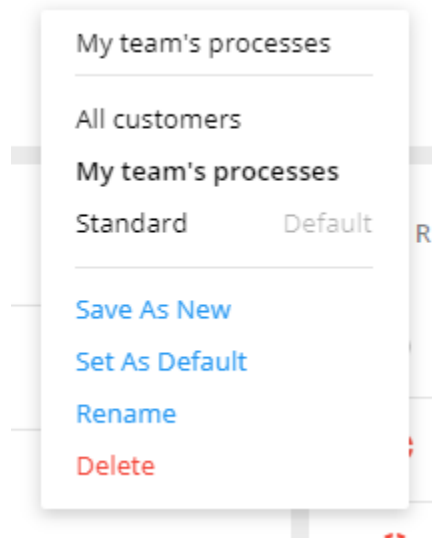 My team's processes
All customers
My team's processes
Standard Default
R
Save As New
Set As Default
Rename
Delete